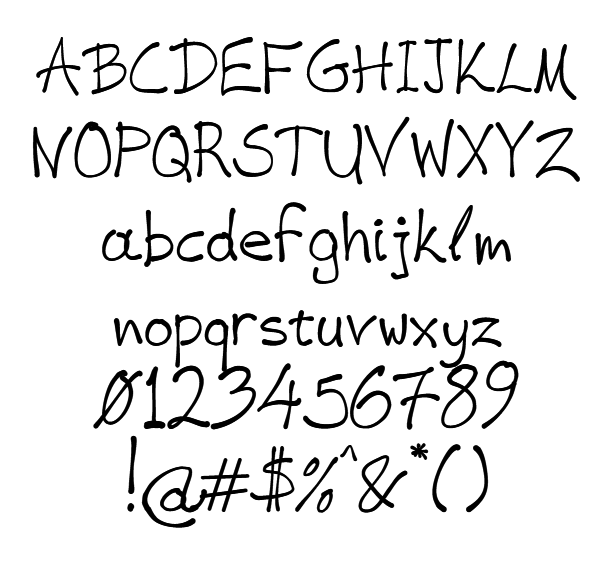 ABCDEFGHIJKLM
NOPQRSTUVWXYZ
abcdefghijklm
nopqrstuvwxyz
0123456789
!@#$%^&*()